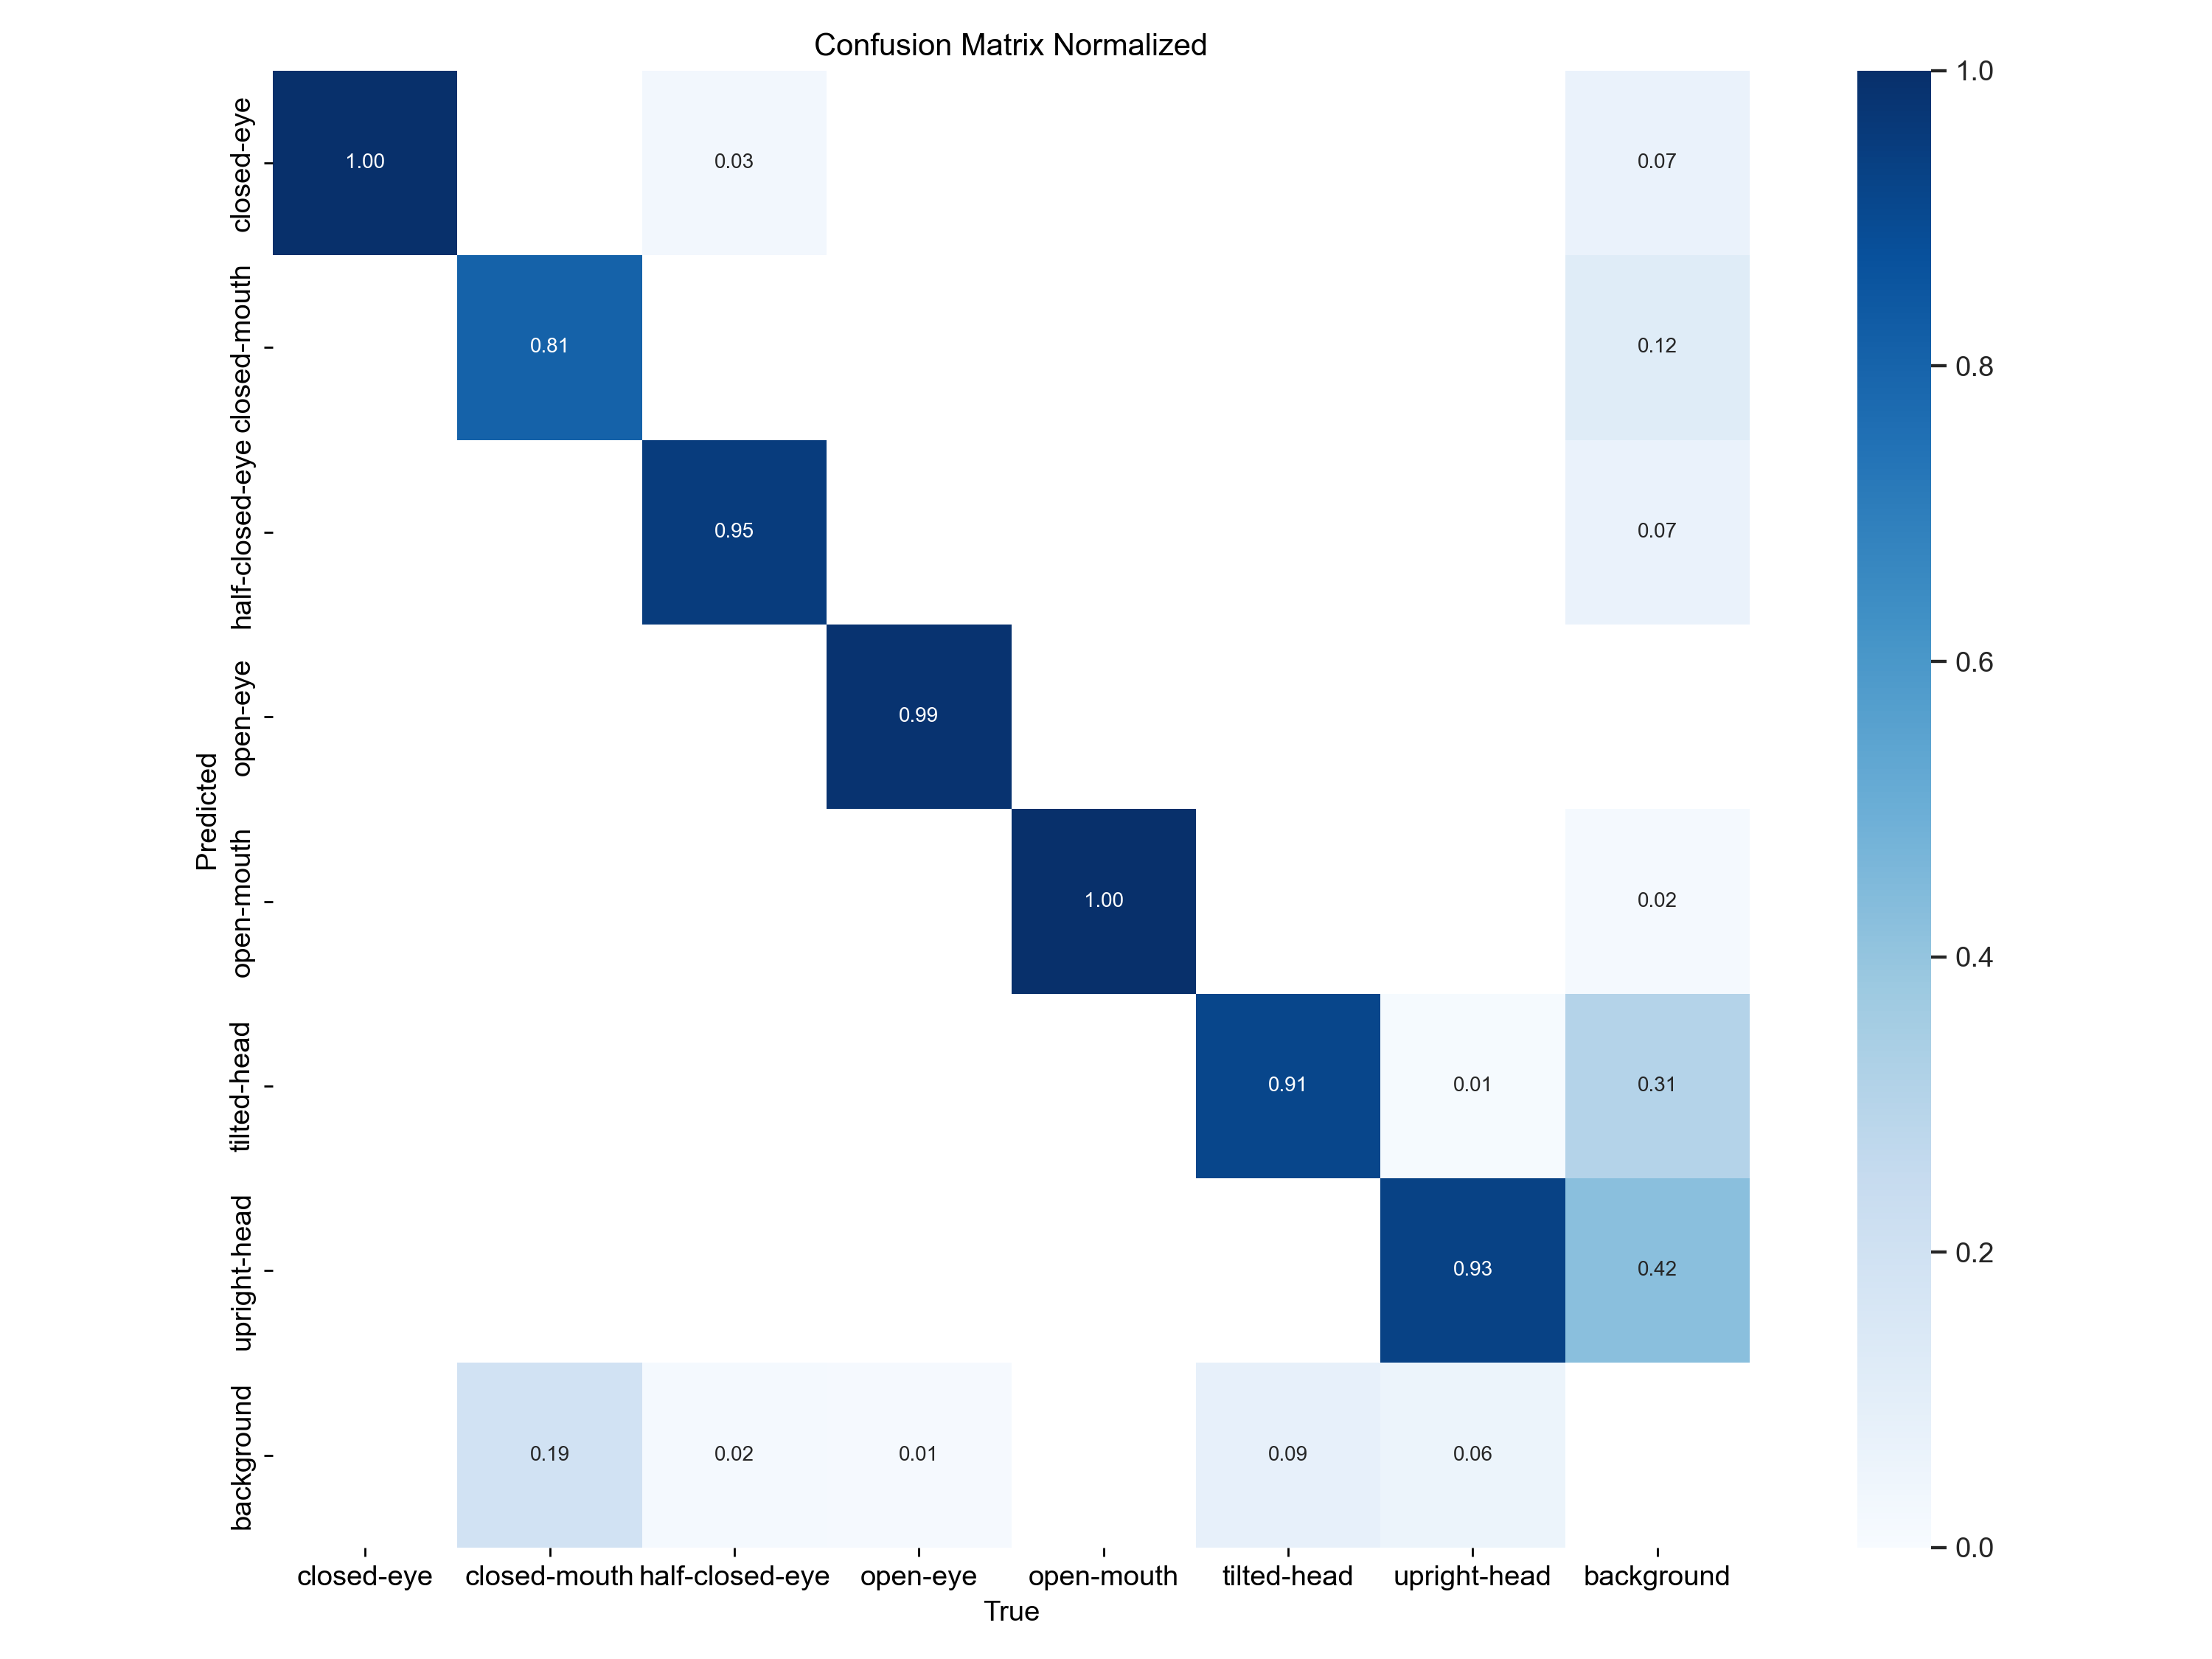 Confusion Matrix Normalized
closed-eye 1.00 0.03 0.07
closed-mouth 0.81 0.12
half-closed-eye 0.95 0.07
open-eye 0.99
open-mouth 1.00 0.02
tilted-head 0.91 0.01 0.31
upright-head 0.93 0.42
background 0.19 0.02 0.01 0.09 0.06
closed-eye closed-mouth half-closed-eye open-eye open-mouth tilted-head upright-head background
True
Predicted
1.0
0.8
0.6
0.4
0.2
0.0